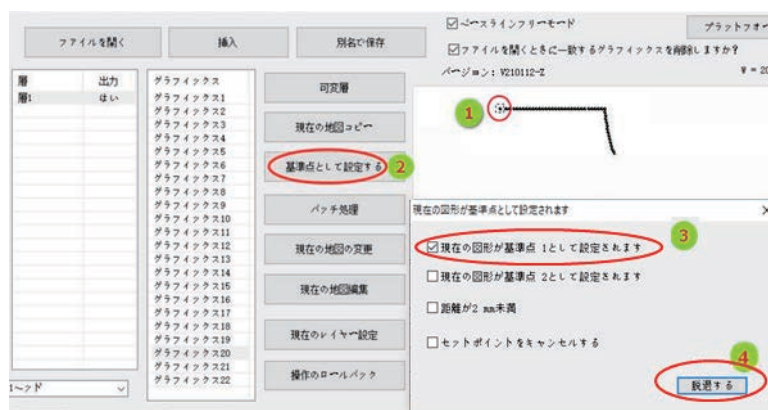 ファイルを開く
挿入
別名で保存
ベースラインフリーモード
プラットフォー
ファイルを開くときに一致するグラフィックスを削除しますか?
バージョン: V210112-Z
W = 20
層 出力
層1 はい
グラフィックス
グラフィックス1
グラフィックス2
グラフィックス3
グラフィックス4
グラフィックス5
グラフィックス6
グラフィックス7
グラフィックス8
グラフィックス9
グラフィックス10
グラフィックス11
グラフィックス12
グラフィックス13
グラフィックス14
グラフィックス15
グラフィックス16
グラフィックス17
グラフィックス18
グラフィックス19
グラフィックス20
グラフィックス21
グラフィックス22
可変層
現在の地図コピー
基準点として設定する
バッチ処理
現在の地図の変更
現在の地図編集
現在のレイヤー設定
操作のロールバック
1
2
現在の図形が基準点として設定されます ×
現在の図形が基準点 1として設定されます
3
現在の図形が基準点 2として設定されます
距離が2 mm未満
セットポイントをキャンセルする
4
脱退する